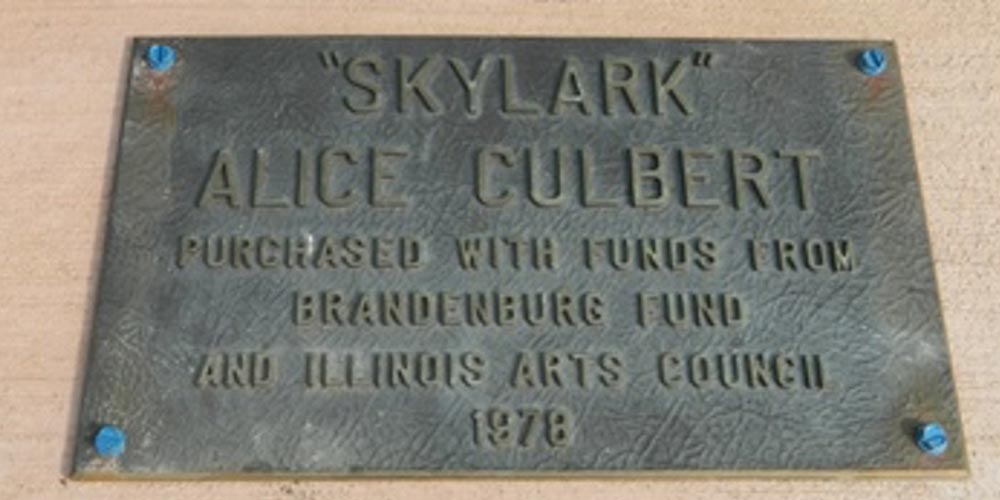 "SKYLARK"
ALICE CULBERT
PURCHASED WITH FUNDS FROM
BRANDENBURG FUND
AND ILLINOIS ARTS COUNCIL
1978